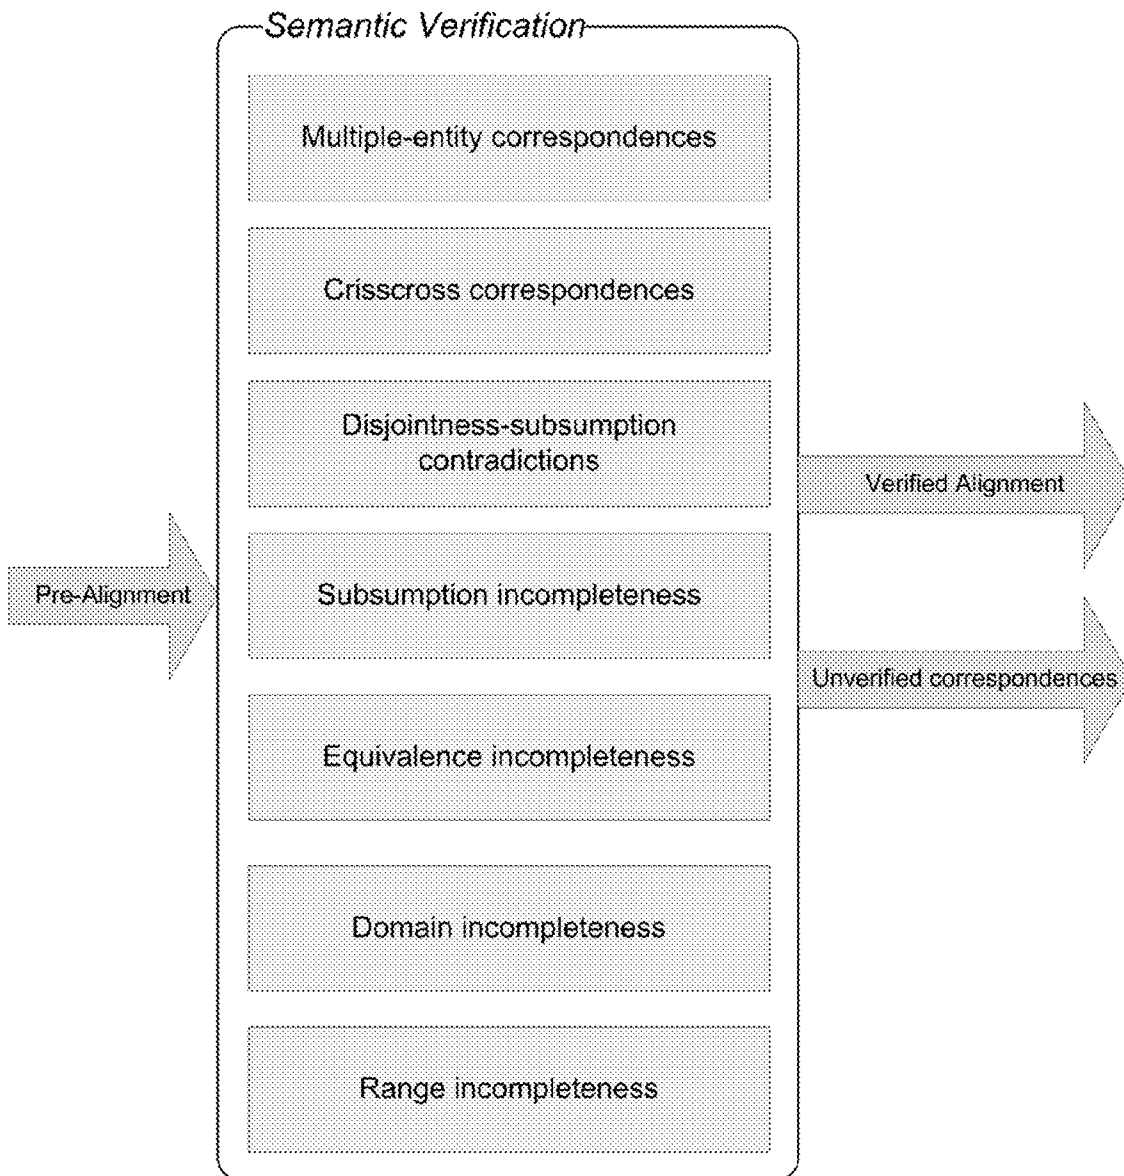 Semantic Verification
Multiple-entity correspondences
Crisscross correspondences
Disjointness-subsumption
contradictions
Verified Alignment
Pre-Alignment
Subsumption incompleteness
Unverified correspondences
Equivalence incompleteness
Domain incompleteness
Range incompleteness